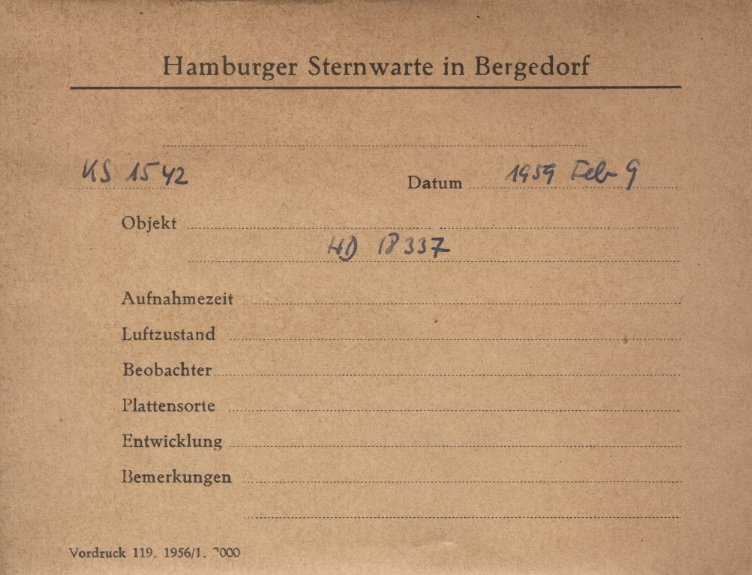 Hamburger Sternwarte in Bergedorf
KS 1542 Datum 1959 Feb 9
Objekt
HD 18337
Aufnahmezeit
Luftzustand
Beobachter
Plattensorte
Entwicklung
Bemerkungen
Vordruck 119. 1956/1.